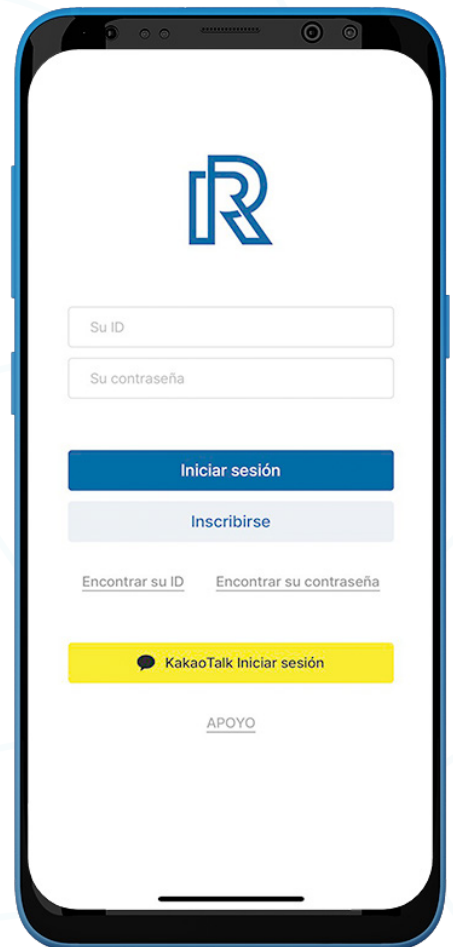 R
Su ID
Su contraseña
Iniciar sesión
Inscribirse
Encontrar su ID Encontrar su contraseña
KakaoTalk Iniciar sesión
APOYO